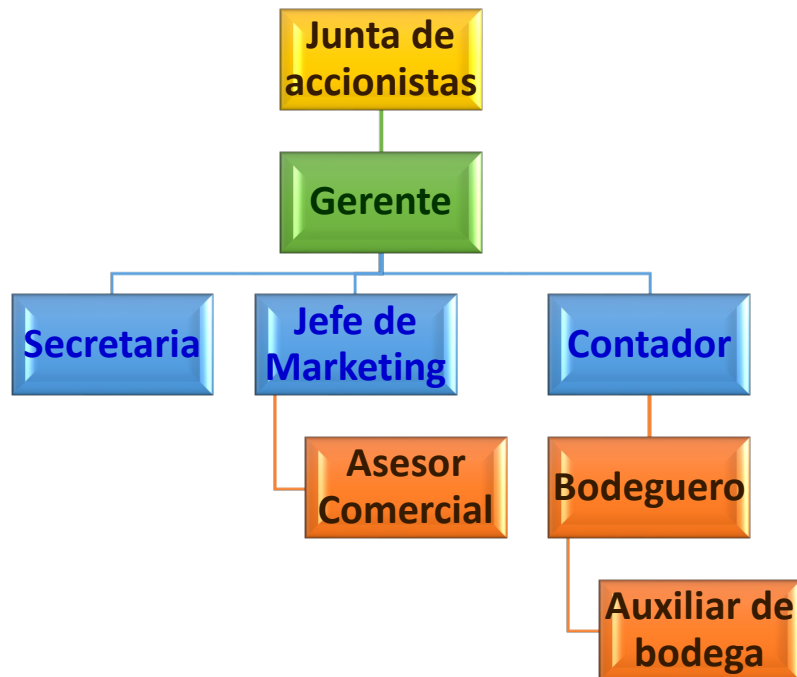 Junta de
accionistas
Gerente
Secretaria
Jefe de
Marketing
Contador
Asesor
Comercial
Bodeguero
Auxiliar de
bodega